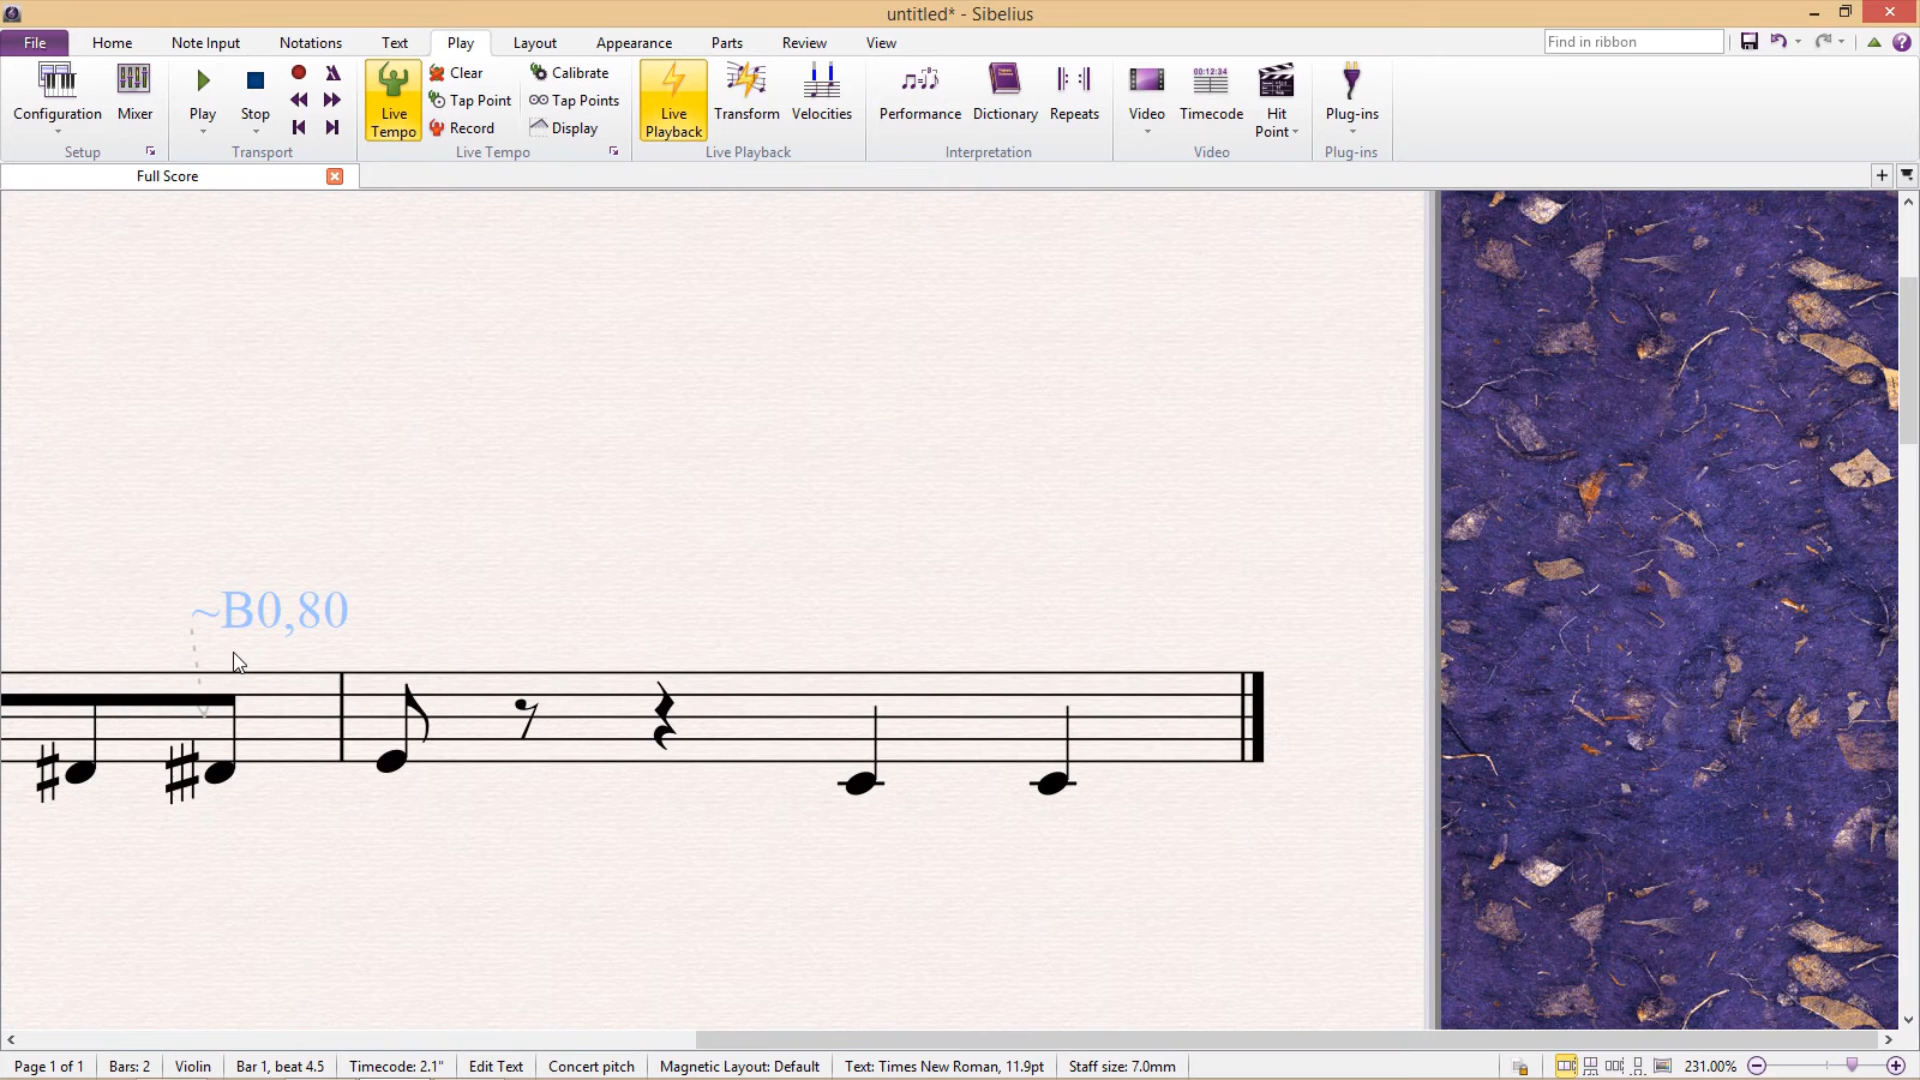 untitled* - Sibelius
File Home Note Input Notations Text Play Layout Appearance Parts Review View Find in ribbon
Configuration Mixer Play Stop Live Tempo Clear Calibrate Live Playback Transform Velocities Performance Dictionary Repeats Video Timecode Hit Point Plug-ins
00:12:34
Tap Point Tap Points
Record Display
Setup Transport Live Tempo Live Playback Interpretation Video Plug-ins
Full Score
~B0,80
Page 1 of 1 Bars: 2 Violin Bar 1, beat 4.5 Timecode: 2.1" Edit Text Concert pitch Magnetic Layout: Default Text: Times New Roman, 11.9pt Staff size: 7.0mm 231.00%